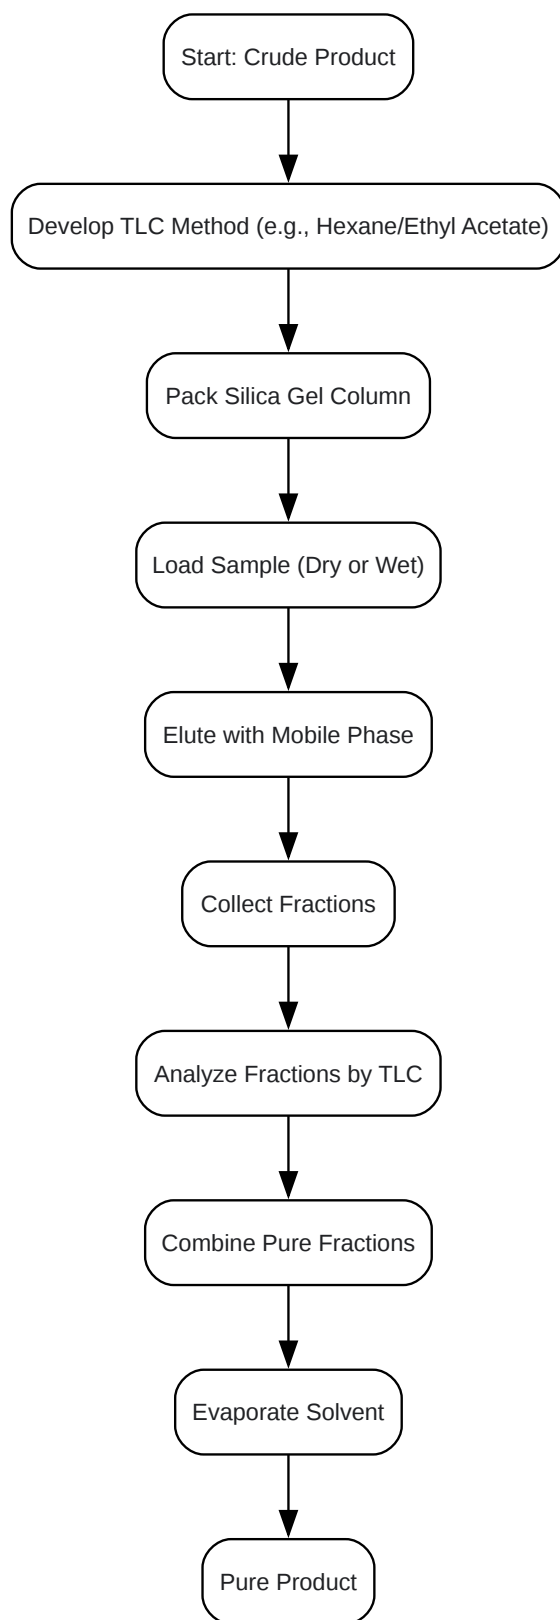 Start: Crude Product
Develop TLC Method (e.g., Hexane/Ethyl Acetate)
Pack Silica Gel Column
Load Sample (Dry or Wet)
Elute with Mobile Phase
Collect Fractions
Analyze Fractions by TLC
Combine Pure Fractions
Evaporate Solvent
Pure Product